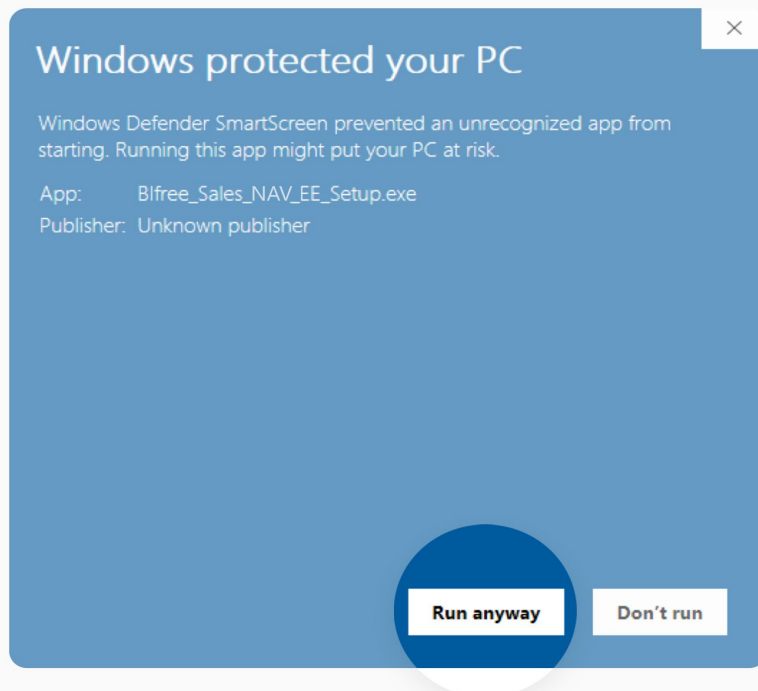 Windows protected your PC
Windows Defender SmartScreen prevented an unrecognized app from
starting. Running this app might put your PC at risk.
App: BIfree_Sales_NAV_EE_Setup.exe
Publisher: Unknown publisher
Run anyway Don't run